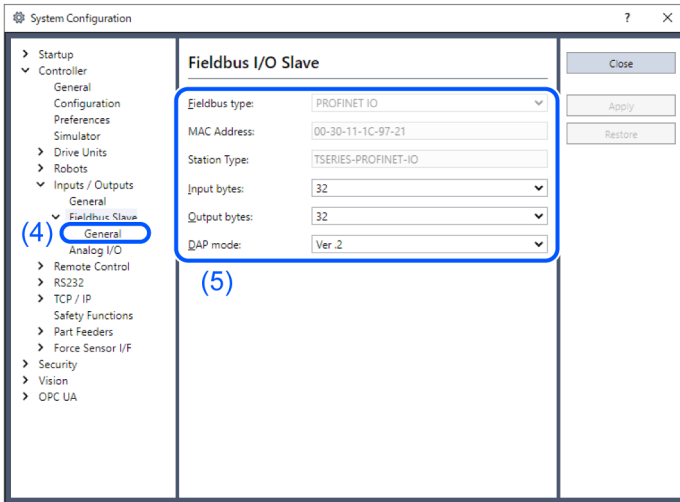 System Configuration
?
Startup
Controller
General
Configuration
Preferences
Simulator
Drive Units
Robots
Inputs / Outputs
General
Fieldbus Slave
(4)
General
Analog I/O
Remote Control
RS232
TCP / IP
Safety Functions
Part Feeders
Force Sensor I/F
Security
Vision
OPC UA
Fieldbus I/O Slave
Fieldbus type: PROFINET IO
MAC Address: 00-30-11-1C-97-21
Station Type: TSERIES-PROFINET-IO
Input bytes: 32
Output bytes: 32
DAP mode: Ver .2
(5)
Close
Apply
Restore